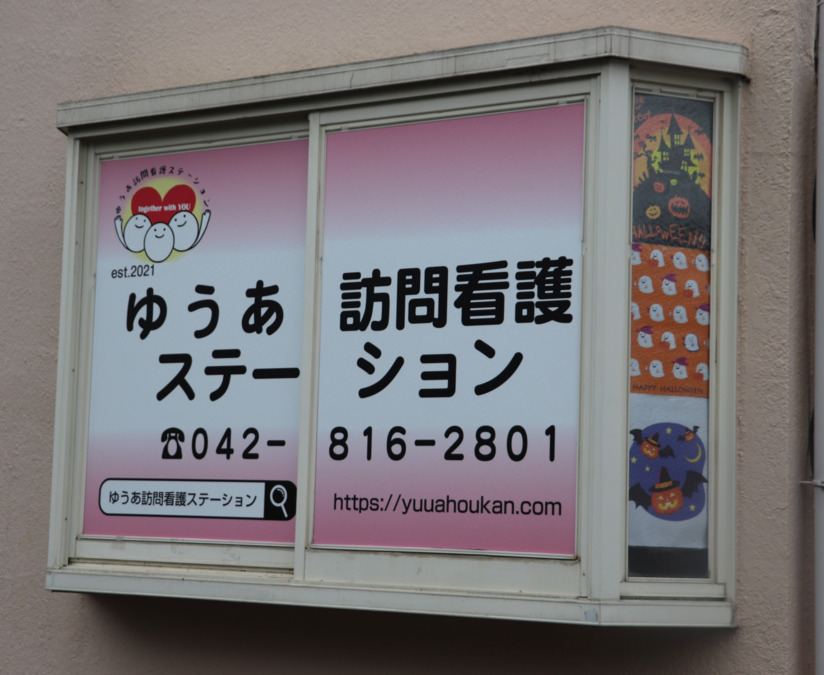 ゆうあ訪問看護ステーション
together with YOU
est.2021
ゆうあ 訪問看護
ステーション
☎042-816-2801
ゆうあ訪問看護ステーション
https://yuuahoukan.com
HALLOWEEN
HAPPY HALLOWEEN